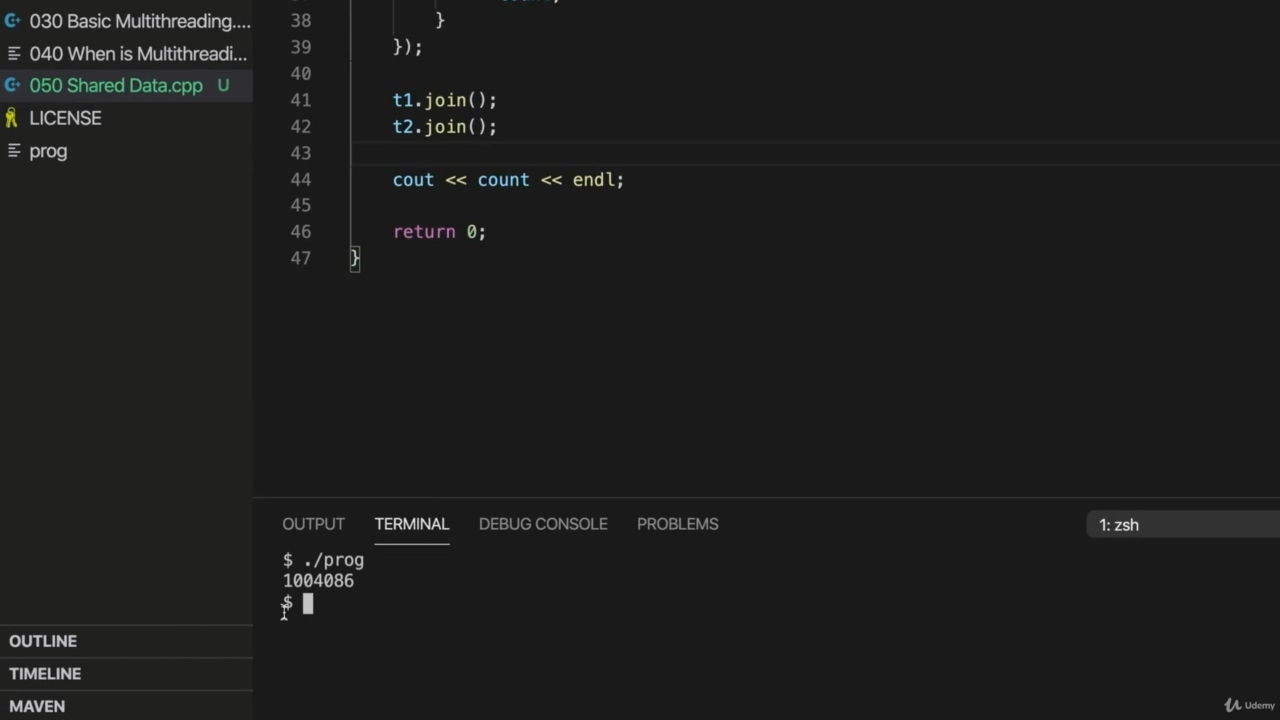 030 Basic Multithreading....
040 When is Multithreadi...
050 Shared Data.cpp U
LICENSE
prog
38 }
39 });
40
41 t1.join();
42 t2.join();
43
44 cout << count << endl;
45
46 return 0;
47 }
OUTPUT TERMINAL DEBUG CONSOLE PROBLEMS 1: zsh
$ ./prog
1004086
$
OUTLINE
TIMELINE
MAVEN
Udemy